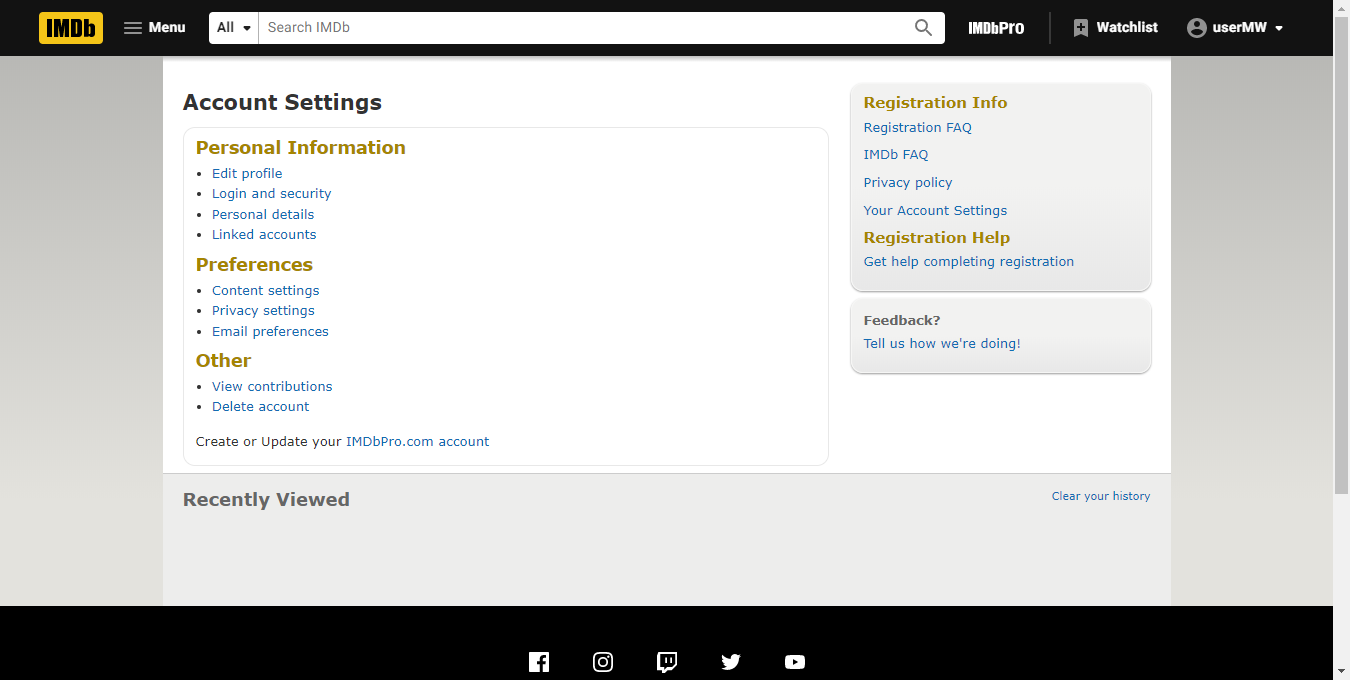 IMDb Menu All Search IMDb IMDbPro Watchlist userMW
Account Settings
Personal Information
Edit profile
Login and security
Personal details
Linked accounts
Preferences
Content settings
Privacy settings
Email preferences
Other
View contributions
Delete account
Create or Update your IMDbPro.com account
Registration Info
Registration FAQ
IMDb FAQ
Privacy policy
Your Account Settings
Registration Help
Get help completing registration
Feedback?
Tell us how we're doing!
Recently Viewed
Clear your history